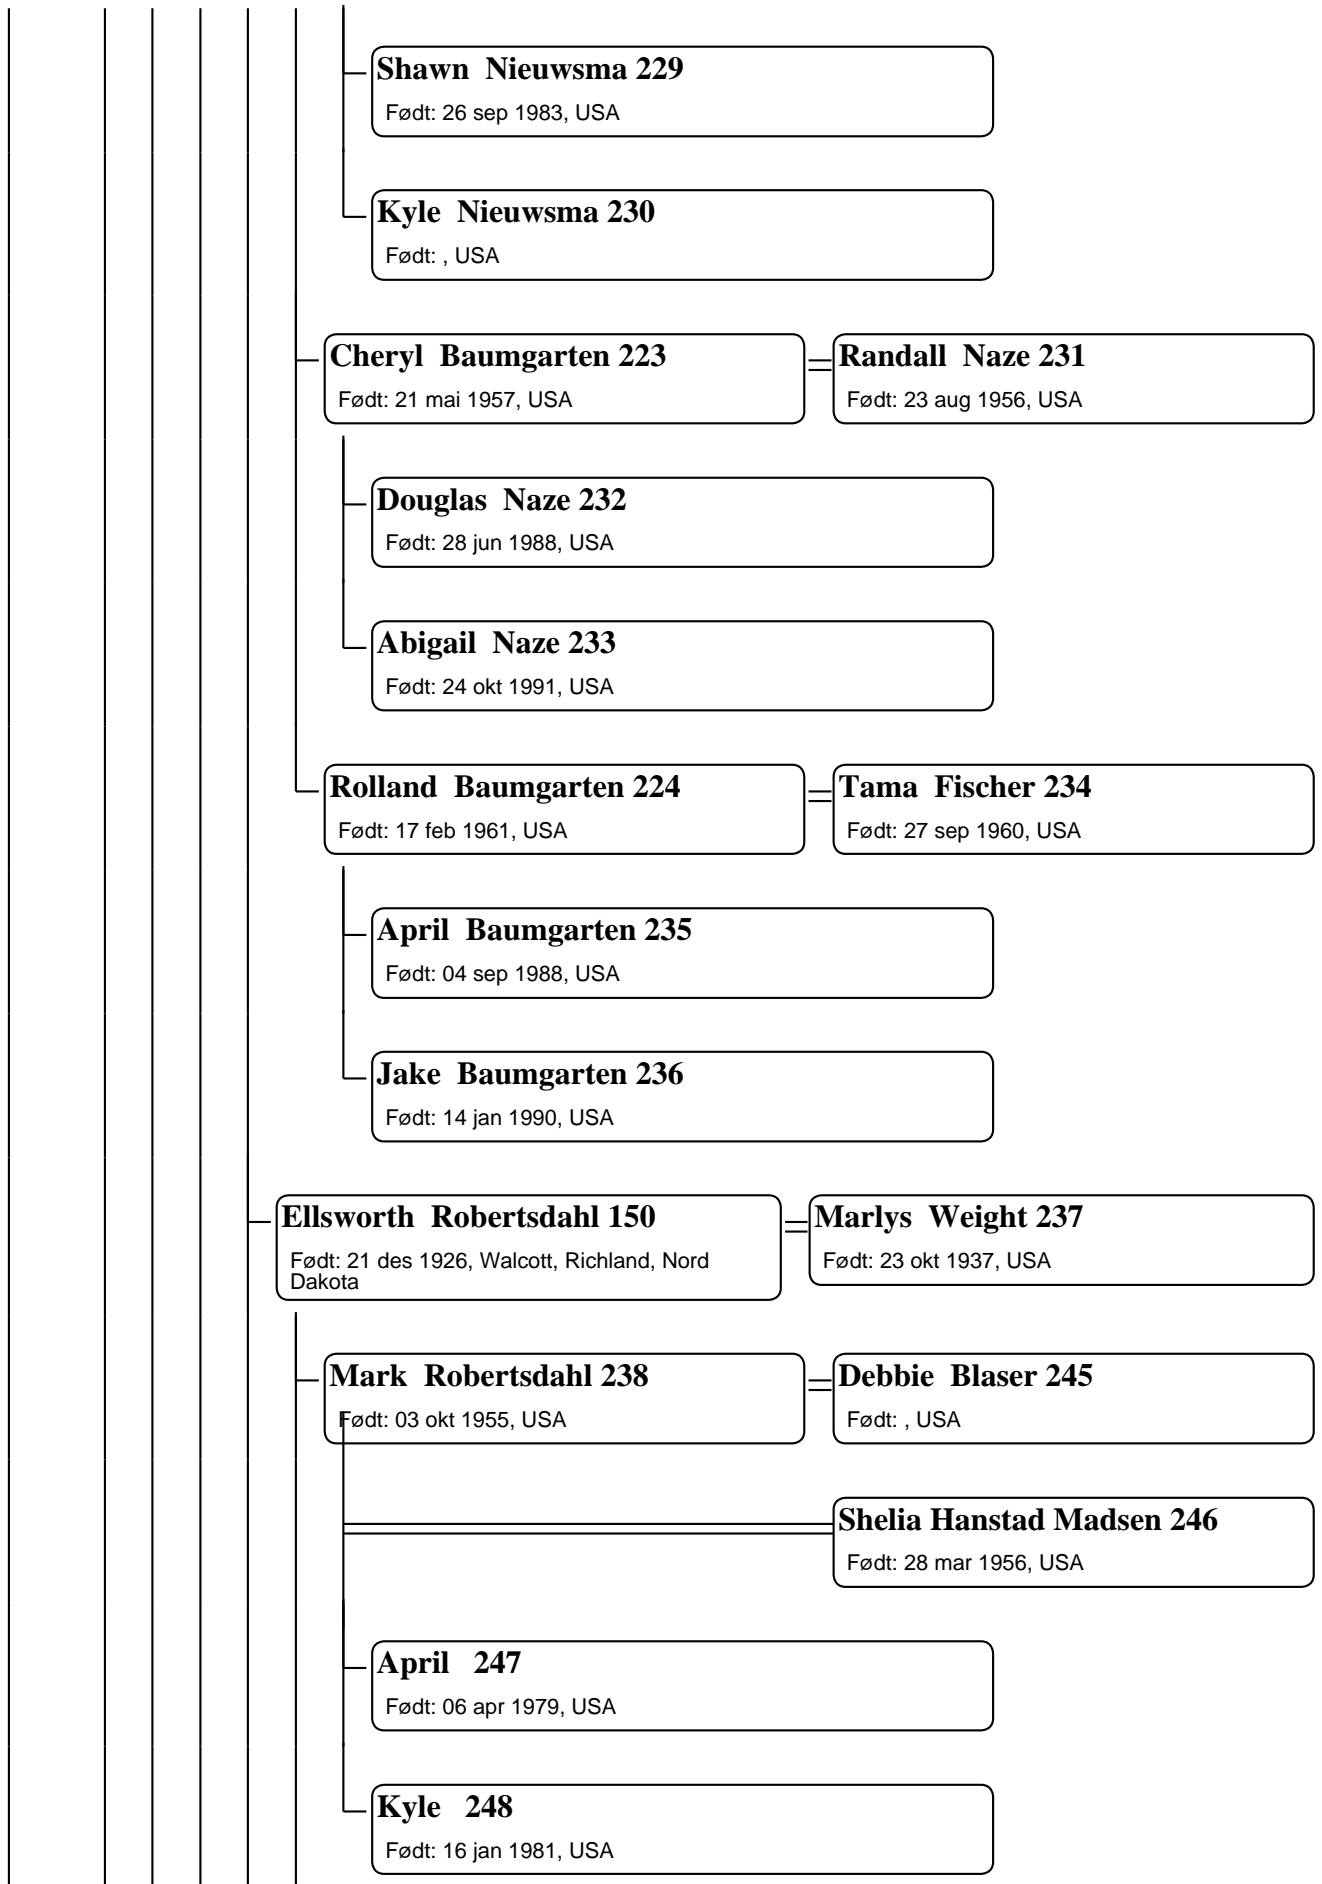 Shawn  Nieuwsma 229
Født: 26 sep 1983, USA
Kyle  Nieuwsma 230
Født: , USA
Cheryl  Baumgarten 223
Født: 21 mai 1957, USA
Randall  Naze 231
Født: 23 aug 1956, USA
Douglas  Naze 232
Født: 28 jun 1988, USA
Abigail  Naze 233
Født: 24 okt 1991, USA
Rolland  Baumgarten 224
Født: 17 feb 1961, USA
Tama  Fischer 234
Født: 27 sep 1960, USA
April  Baumgarten 235
Født: 04 sep 1988, USA
Jake  Baumgarten 236
Født: 14 jan 1990, USA
Ellsworth  Robertsdahl 150
Født: 21 des 1926, Walcott, Richland, Nord
Dakota
Marlys  Weight 237
Født: 23 okt 1937, USA
Mark  Robertsdahl 238
Født: 03 okt 1955, USA
Debbie  Blaser 245
Født: , USA
Shelia Hanstad Madsen 246
Født: 28 mar 1956, USA
April   247
Født: 06 apr 1979, USA
Kyle   248
Født: 16 jan 1981, USA